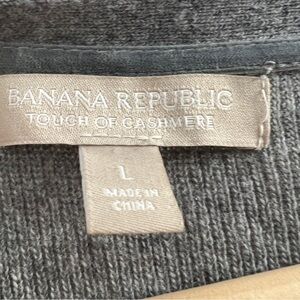 BANANA REPUBLIC
TOUCH OF CASHMERE
L
MADE IN
CHINA